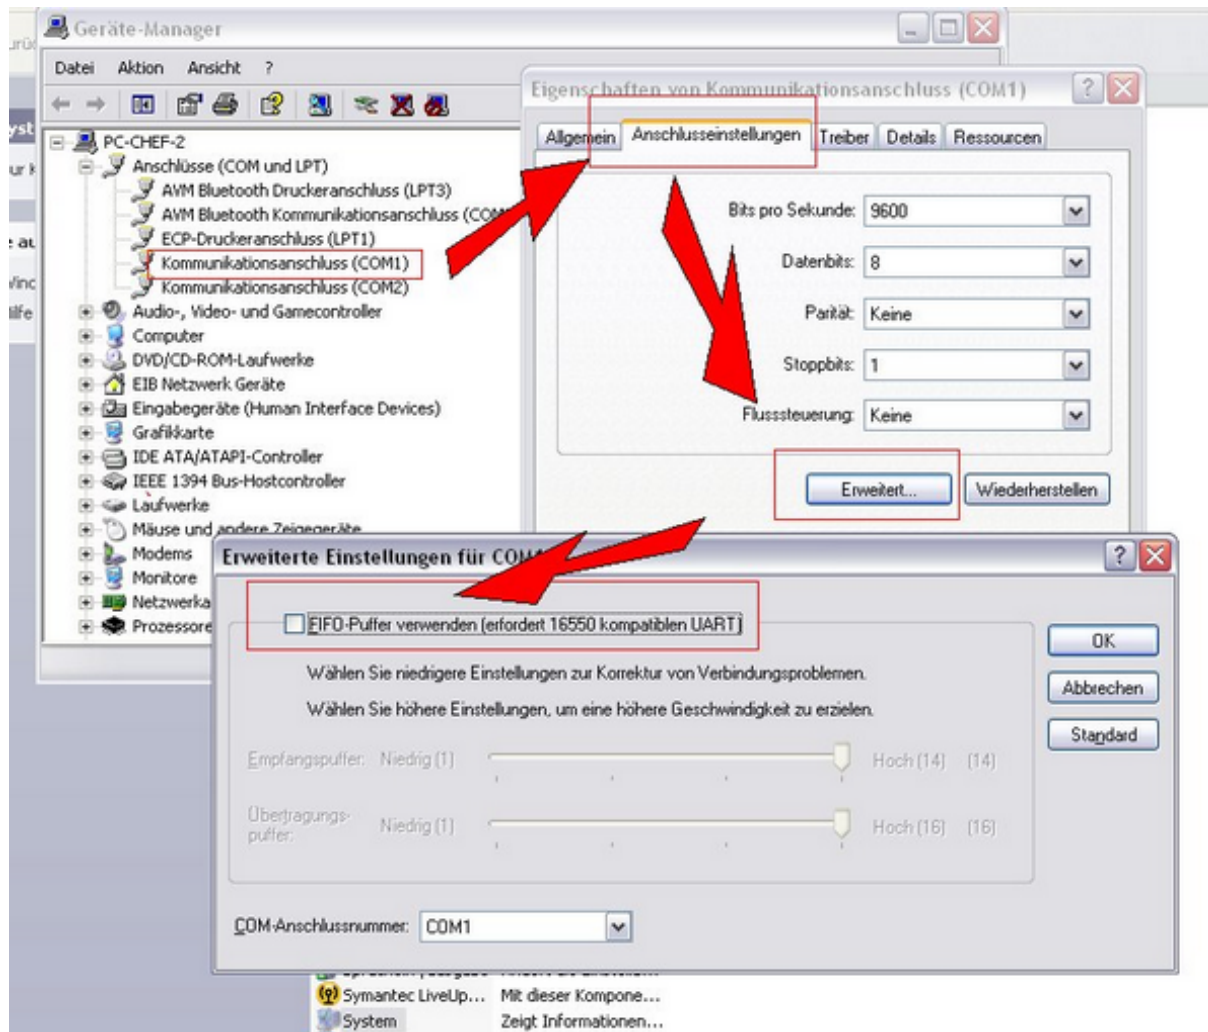 Geräte-Manager
Datei Aktion Ansicht ?
PC-CHEF-2
Anschlüsse (COM und LPT)
AVM Bluetooth Druckeranschluss (LPT3)
AVM Bluetooth Kommunikationsanschluss
ECP-Druckeranschluss (LPT1)
Kommunikationsanschluss (COM1)
Kommunikationsanschluss (COM2)
Audio-, Video- und Gamecontroller
Computer
DVD/CD-ROM-Laufwerke
EIB Netzwerk Geräte
Eingabegeräte (Human Interface Devices)
Grafikkarte
IDE ATA/ATAPI-Controller
IEEE 1394 Bus-Hostcontroller
Laufwerke
Mäuse und andere Zeigegeräte
Modems
Monitore
Netzwerka
Prozessore
Eigenschaften von Kommunikationsanschluss (COM1)
?
Allgemein Anschlusseinstellungen Treiber Details Ressourcen
Bits pro Sekunde: 9600
Datenbits: 8
Parität: Keine
Stoppbits: 1
Flusssteuerung: Keine
Erweitert... Wiederherstellen
Erweiterte Einstellungen für
?
FIFO-Puffer verwenden (erfordert 16550 kompatiblen UART)
Wählen Sie niedrigere Einstellungen zur Korrektur von Verbindungsproblemen.
Wählen Sie höhere Einstellungen, um eine höhere Geschwindigkeit zu erzielen.
Empfangspuffer: Niedrig (1) Hoch (14) (14)
Übertragungs-
puffer: Niedrig (1) Hoch (16) (16)
COM-Anschlussnummer: COM1
OK
Abbrechen
Standard
Symantec LiveUp... Mit dieser Kompone...
System Zeigt Informationen...